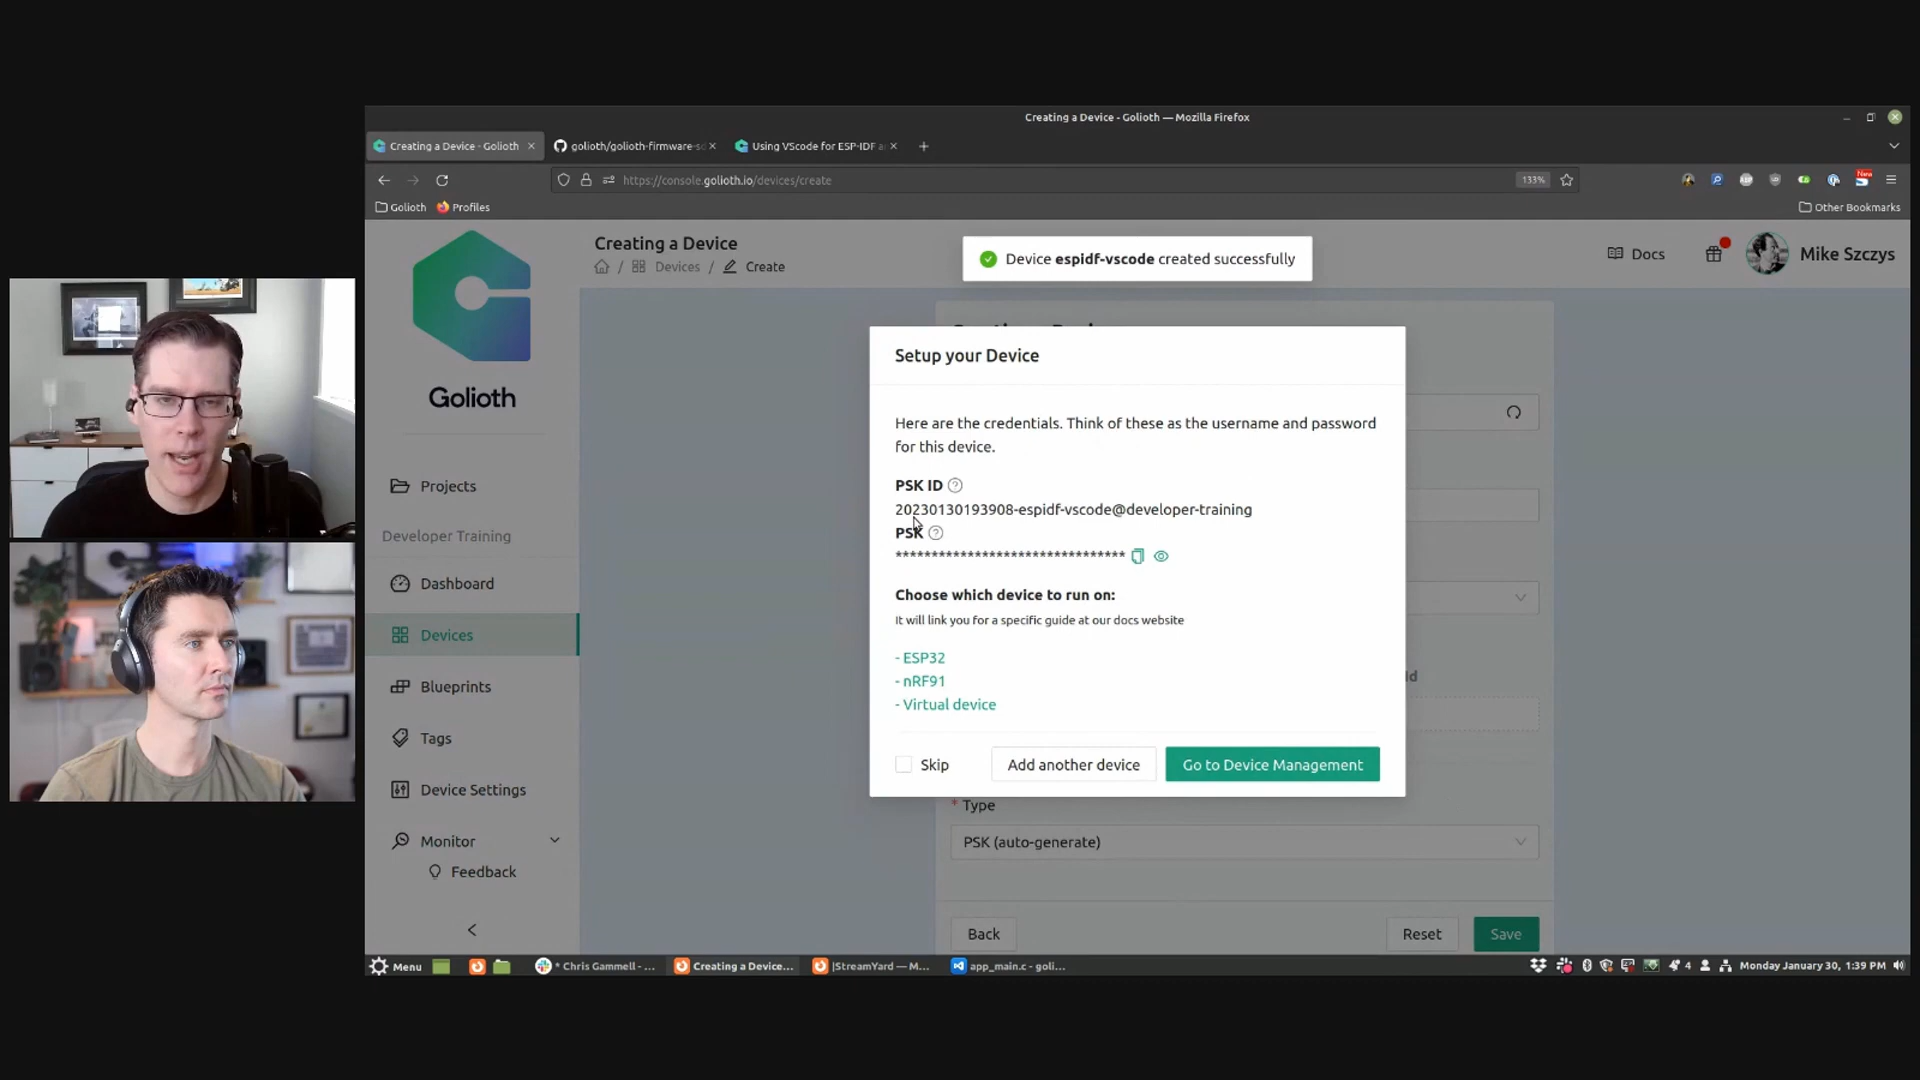 Creating a Device - Golioth — Mozilla Firefox
Creating a Device - Golioth
golioth/golioth-firmware-sd
Using VScode for ESP-IDF a
https://console.golioth.io/devices/create
133%
New
Golioth
Profiles
Other Bookmarks
Golioth
Creating a Device
/ Devices / Create
Device espidf-vscode created successfully
Docs
Mike Szczys
Projects
Developer Training
Dashboard
Devices
Blueprints
Tags
Device Settings
Monitor
Feedback
Setup your Device
Here are the credentials. Think of these as the username and password
for this device.
PSK ID
20230130193908-espidf-vscode@developer-training
PSK
********************************
Choose which device to run on:
It will link you for a specific guide at our docs website
- ESP32
- nRF91
- Virtual device
Skip
Add another device
Go to Device Management
* Type
PSK (auto-generate)
Back
Reset
Save
Menu
* Chris Gammell - ...
Creating a Device...
|StreamYard — M...
app_main.c - goli...
4
Monday January 30, 1:39 PM